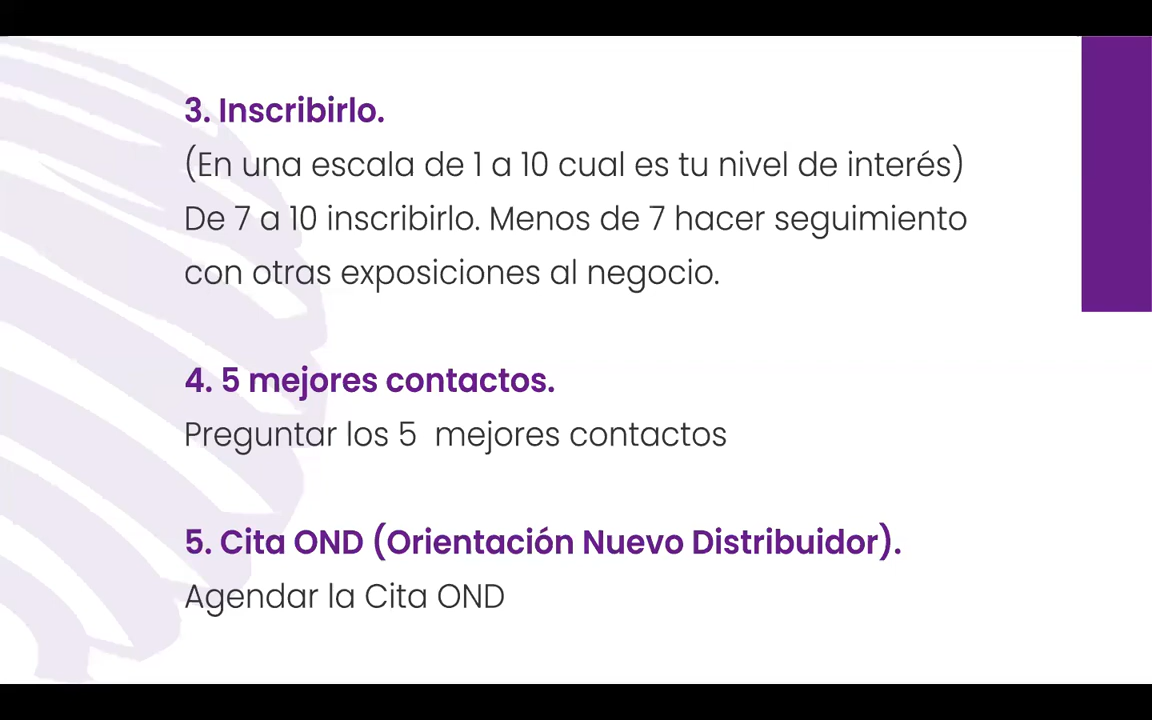 3. Inscribirlo.
(En una escala de 1 a 10 cual es tu nivel de interés)
De 7 a 10 inscribirlo. Menos de 7 hacer seguimiento
con otras exposiciones al negocio.
4. 5 mejores contactos.
Preguntar los 5  mejores contactos
5. Cita OND (Orientación Nuevo Distribuidor).
Agendar la Cita OND